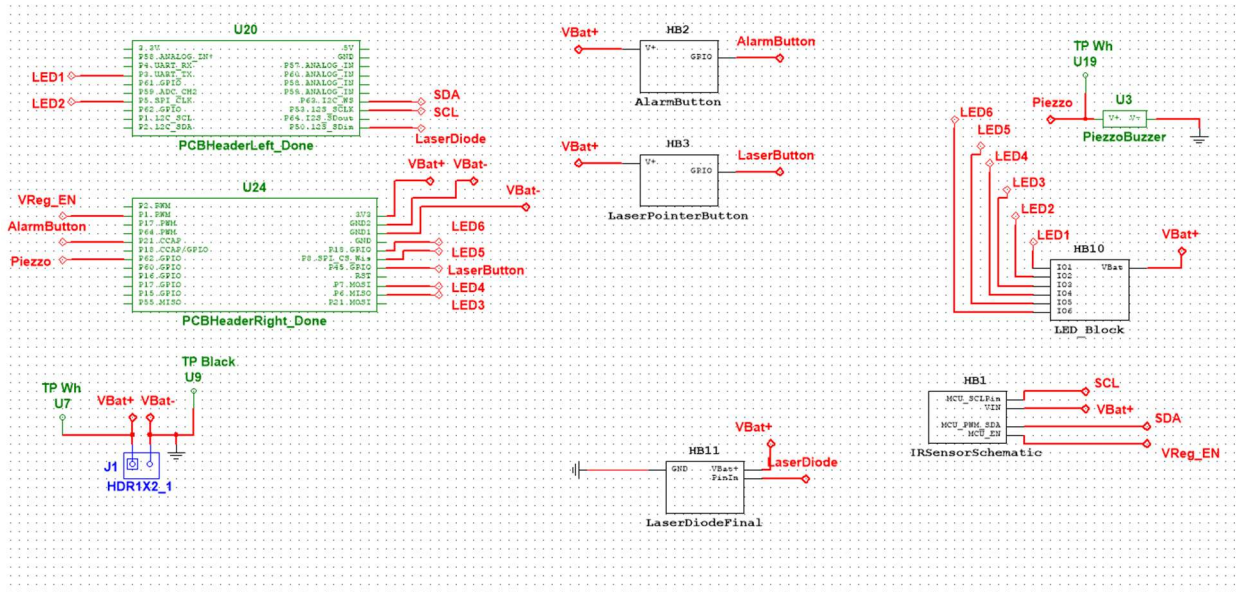 U20
3.3V
5V
P58.ANALOG_IN*
GND
P4.UART_RX
P57.ANALOG_IN
LED1
P3.UART_TX
P60.ANALOG_IN
P61.GPIO
P58.ANALOG_IN
P59.ADC_CH2
P59.ANALOG_IN
LED2
P5.SPI_CLK
P63.I2C_WS
SDA
P62.GPIO
P53.I2S_SCLK
SCL
P1.I2C_SCL
P64.I2S_SDout
P2.I2C_SDA
P50.I2S_SDin
LaserDiode
PCBHeaderLeft_Done
VBat+ VBat-
U24
VBat-
VReg_EN
P2.PWM
P1.PWM
3V3
AlarmButton
P17.PWM
GND2
P64.PWM
GND1
LED6
P21.CCAP
GND
P18.CCAP/GPIO
P18.GPIO
LED5
Piezzo
P62.GPIO
P8.SPI_CS_Wis
P60.GPIO
P45.GPIO
LaserButton
P16.GPIO
RST
P17.GPIO
P7.MOSI
LED4
P15.GPIO
P6.MISO
P55.MISO
P21.MOSI
LED3
PCBHeaderRight_Done
TP Wh
U7
VBat+ VBat-
TP Black
U9
J1
HDR1X2_1
HB2
VBat+
V+
GPIO
AlarmButton
AlarmButton
HB3
VBat+
V+
GPIO
LaserButton
LaserPointerButton
VBat+
HB11
GND
VBat+
PinIn
LaserDiode
LaserDiodeFinal
TP Wh
U19
Piezzo
U3
V+ V-
PiezzoBuzzer
LED6
LED5
LED4
LED3
LED2
LED1
HB10
VBat+
IO1
VBat
IO2
IO3
IO4
IO5
IO6
LED_Block
HB1
MCU_SCLPin
SCL
VIN
VBat+
MCU_PWM_SDA
SDA
MCU_EN
VReg_EN
IRSensorSchematic